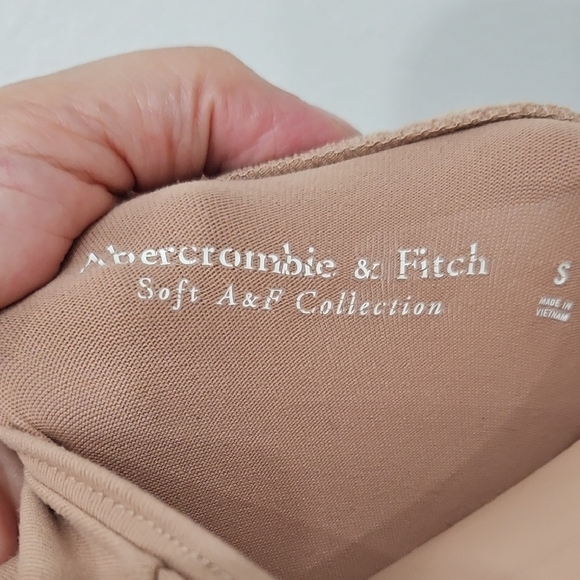 Abercrombie & Fitch
Soft A&F Collection
S
MADE IN
VIETNAM